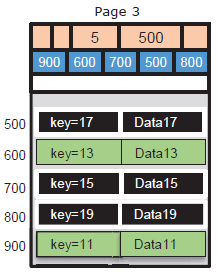 Page 3
5 500
900 600 700 500 800
500 key=17 Data17
600 key=13 Data13
700 key=15 Data15
800 key=19 Data19
900 key=11 Data11